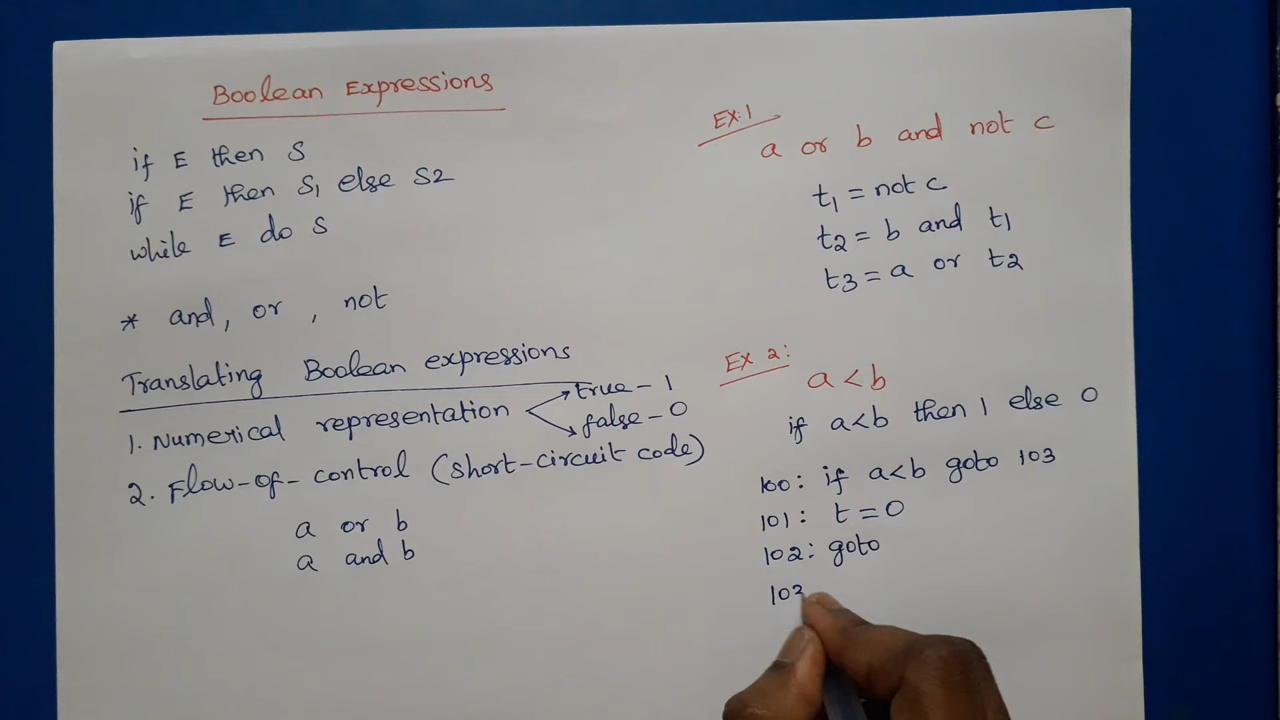 Boolean Expressions
if E then S
if E then S1 else S2
while E do S
* and, or, not
Translating Boolean expressions
1. Numerical representation
true - 1
false - 0
2. Flow-of-control (short-circuit code)
a or b
a and b
EX:1
a or b and not c
t1 = not c
t2 = b and t1
t3 = a or t2
EX 2:
a < b
if a<b then 1 else 0
100: if a<b goto 103
101: t = 0
102: goto
103